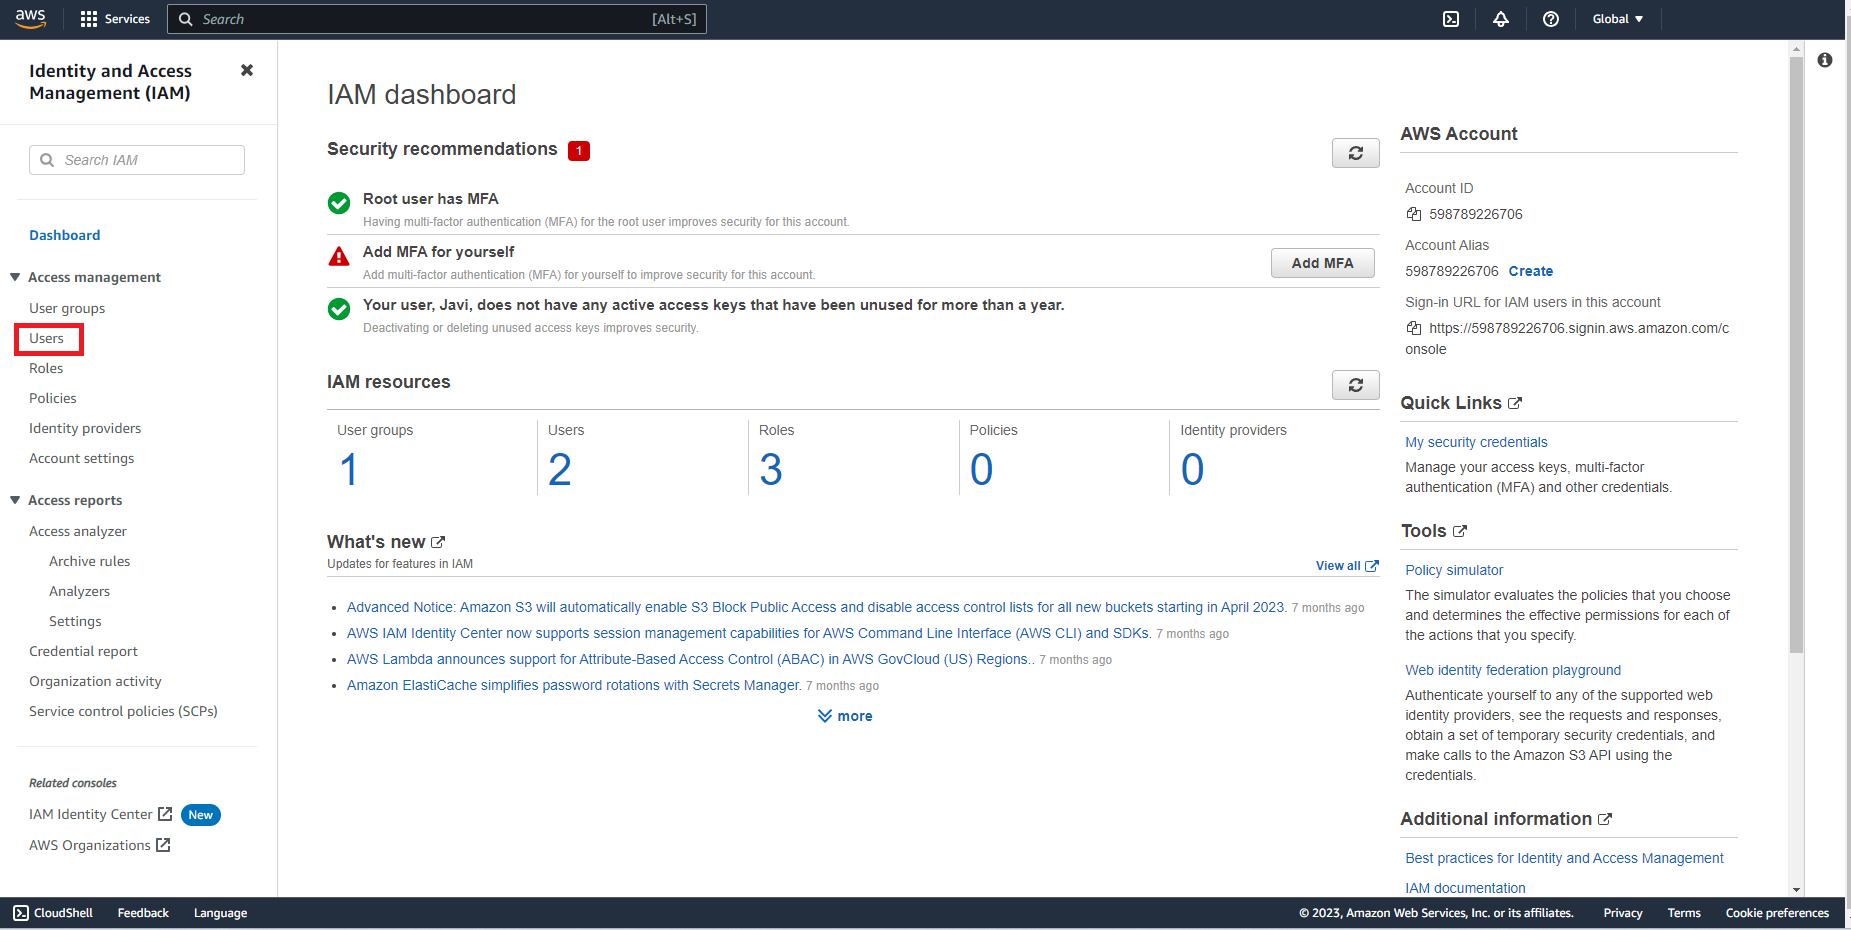 aws
Services
Search
[Alt+S]
Global
Identity and Access
Management (IAM)
Search IAM
Dashboard
Access management
User groups
Users
Roles
Policies
Identity providers
Account settings
Access reports
Access analyzer
Archive rules
Analyzers
Settings
Credential report
Organization activity
Service control policies (SCPs)
Related consoles
IAM Identity Center
New
AWS Organizations
IAM dashboard
Security recommendations
1
Root user has MFA
Having multi-factor authentication (MFA) for the root user improves security for this account.
Add MFA for yourself
Add multi-factor authentication (MFA) for yourself to improve security for this account.
Add MFA
Your user, Javi, does not have any active access keys that have been unused for more than a year.
Deactivating or deleting unused access keys improves security.
IAM resources
User groups
1
Users
2
Roles
3
Policies
0
Identity providers
0
What's new
Updates for features in IAM
View all
Advanced Notice: Amazon S3 will automatically enable S3 Block Public Access and disable access control lists for all new buckets starting in April 2023. 7 months ago
AWS IAM Identity Center now supports session management capabilities for AWS Command Line Interface (AWS CLI) and SDKs. 7 months ago
AWS Lambda announces support for Attribute-Based Access Control (ABAC) in AWS GovCloud (US) Regions.. 7 months ago
Amazon ElastiCache simplifies password rotations with Secrets Manager. 7 months ago
more
AWS Account
Account ID
598789226706
Account Alias
598789226706 Create
Sign-in URL for IAM users in this account
https://598789226706.signin.aws.amazon.com/c
onsole
Quick Links
My security credentials
Manage your access keys, multi-factor
authentication (MFA) and other credentials.
Tools
Policy simulator
The simulator evaluates the policies that you choose
and determines the effective permissions for each of
the actions that you specify.
Web identity federation playground
Authenticate yourself to any of the supported web
identity providers, see the requests and responses,
obtain a set of temporary security credentials, and
make calls to the Amazon S3 API using the
credentials.
Additional information
Best practices for Identity and Access Management
IAM documentation
CloudShell
Feedback
Language
© 2023, Amazon Web Services, Inc. or its affiliates.
Privacy
Terms
Cookie preferences